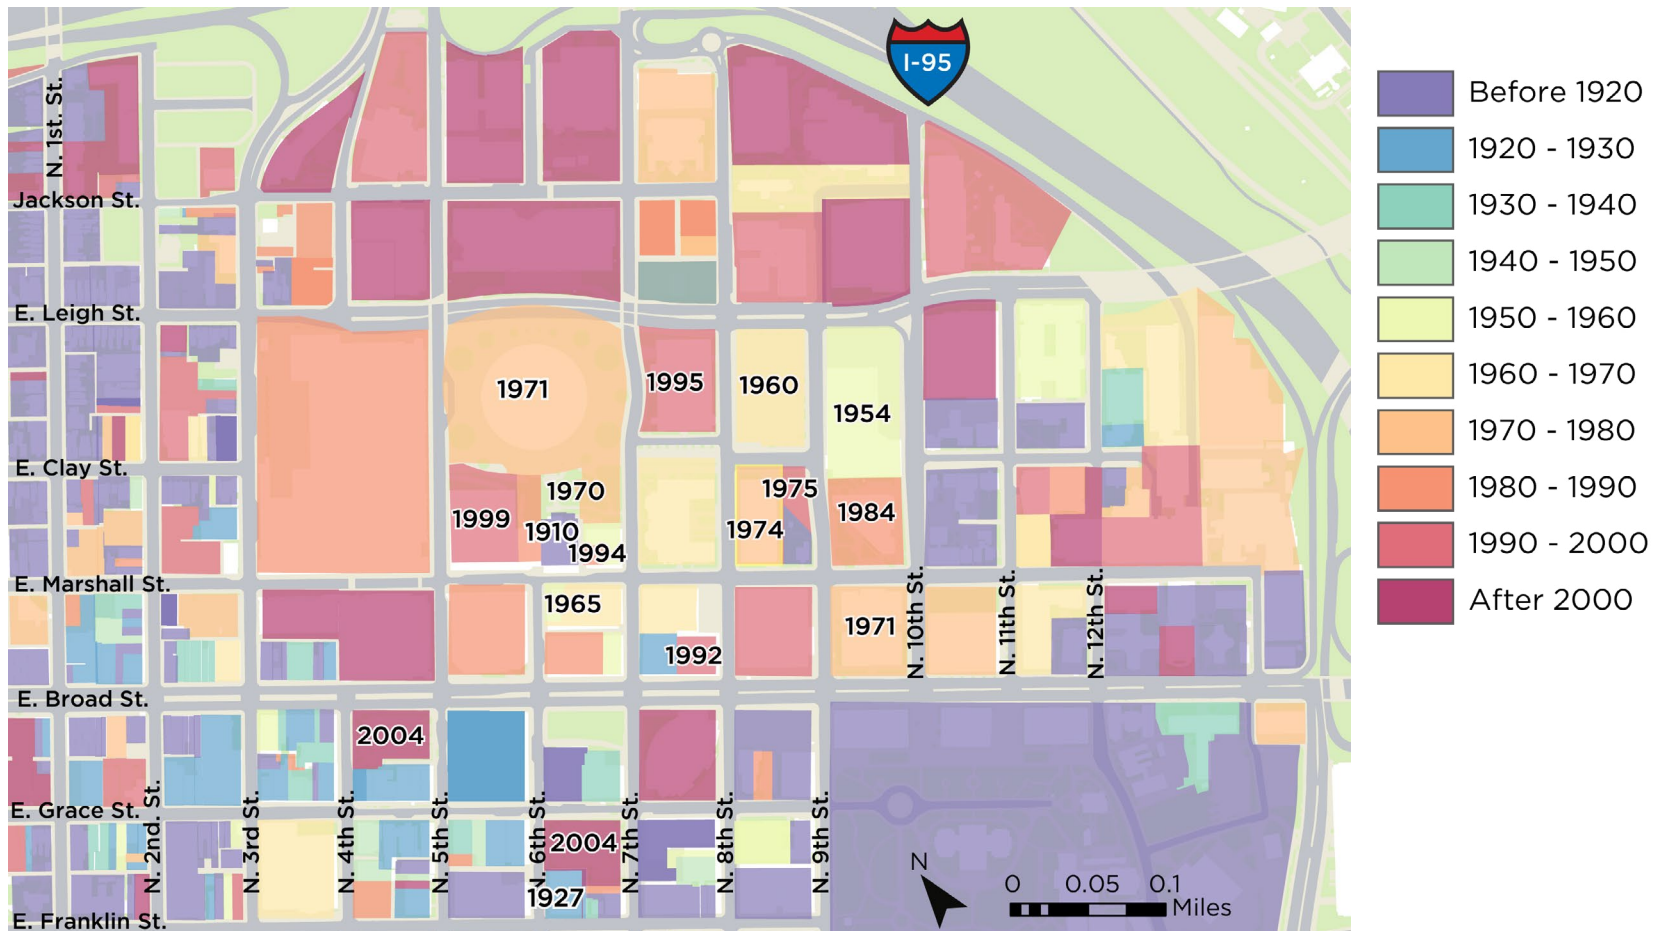 I-95
N. 1st. St.
Jackson St.
E. Leigh St.
1971
1995
1960
1954
E. Clay St.
1970
1975
1999
1910
1974
1984
1994
E. Marshall St.
1965
1971
1992
N. 10th St.
N. 11th St.
N. 12th St.
E. Broad St.
2004
E. Grace St.
N. 2nd. St.
N. 3rd St.
N. 4th St.
N. 5th St.
N. 6th St.
N. 7th St.
N. 8th St.
N. 9th St.
2004
1927
E. Franklin St.
N
0 0.05 0.1
Miles
Before 1920
1920 - 1930
1930 - 1940
1940 - 1950
1950 - 1960
1960 - 1970
1970 - 1980
1980 - 1990
1990 - 2000
After 2000